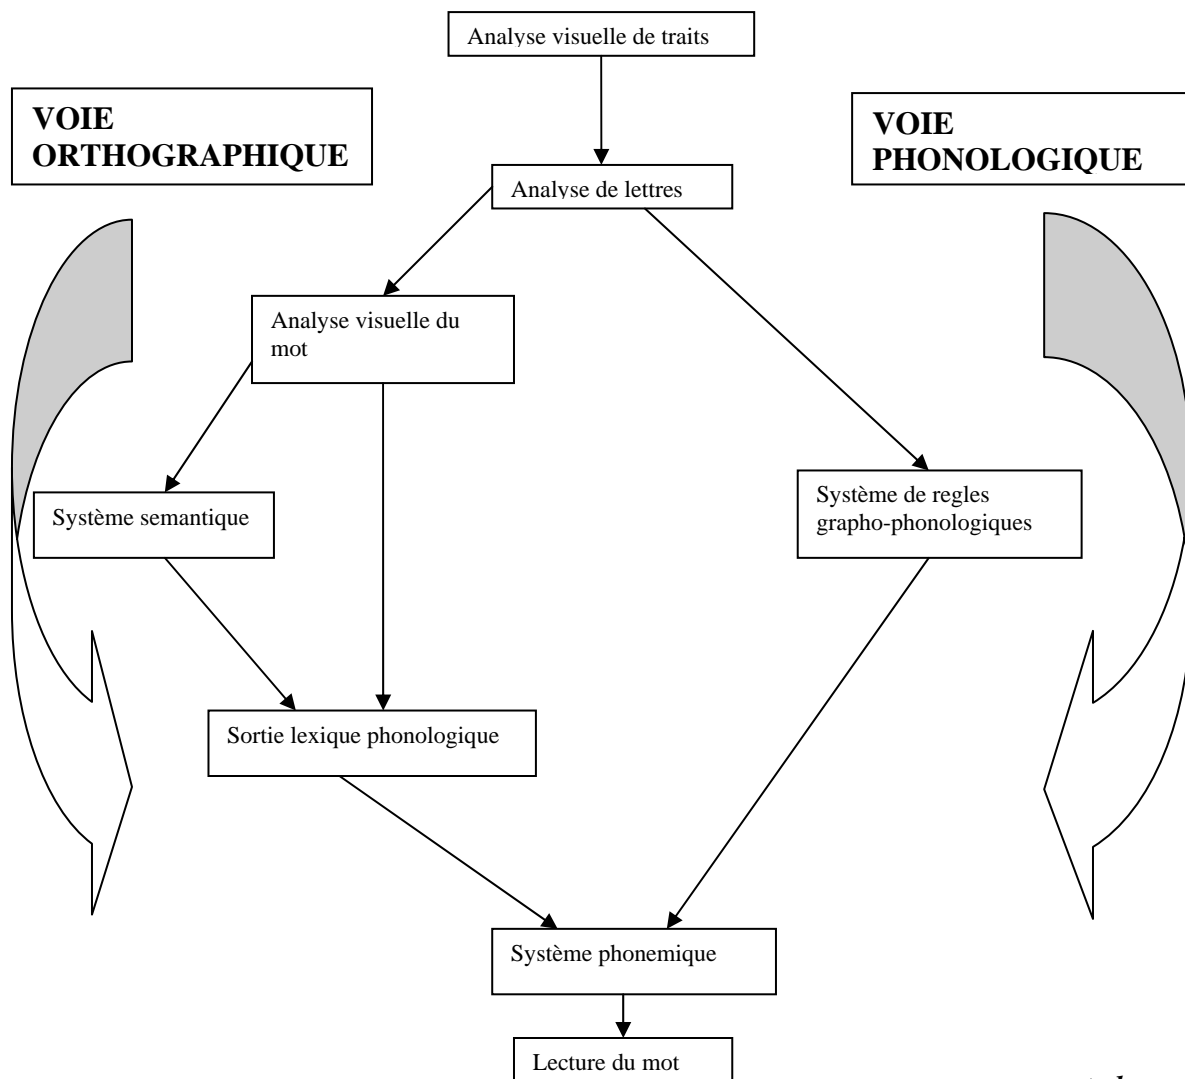 Analyse visuelle de traits
VOIE
ORTHOGRAPHIQUE
VOIE
PHONOLOGIQUE
Analyse de lettres
Analyse visuelle du
mot
Système semantique
Système de regles
grapho-phonologiques
Sortie lexique phonologique
Système phonemique
Lecture du mot